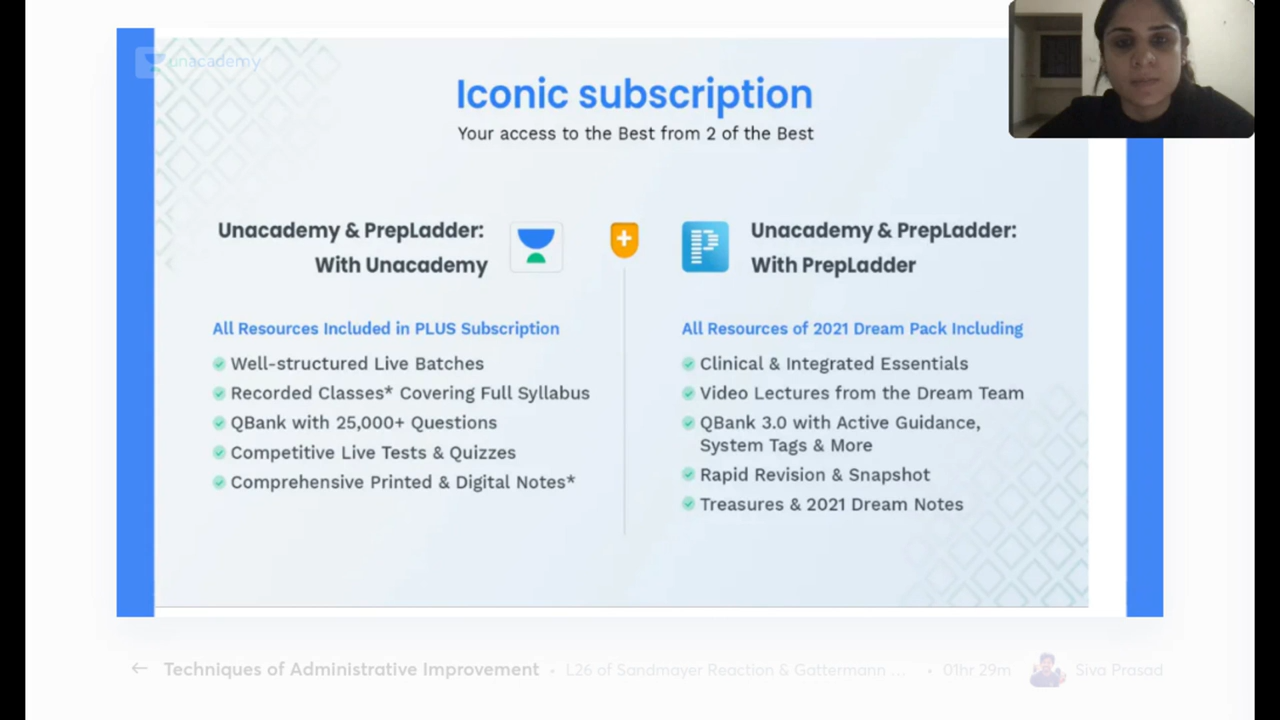 unacademy
Iconic subscription
Your access to the Best from 2 of the Best
Unacademy & PrepLadder:
With Unacademy
All Resources Included in PLUS Subscription
Well-structured Live Batches
Recorded Classes* Covering Full Syllabus
QBank with 25,000+ Questions
Competitive Live Tests & Quizzes
Comprehensive Printed & Digital Notes*
Unacademy & PrepLadder:
With PrepLadder
All Resources of 2021 Dream Pack Including
Clinical & Integrated Essentials
Video Lectures from the Dream Team
QBank 3.0 with Active Guidance,
System Tags & More
Rapid Revision & Snapshot
Treasures & 2021 Dream Notes
Techniques of Administrative Improvement • L26 of Sandmayer Reaction & Gattermann ... • 01hr 29m Siva Prasad